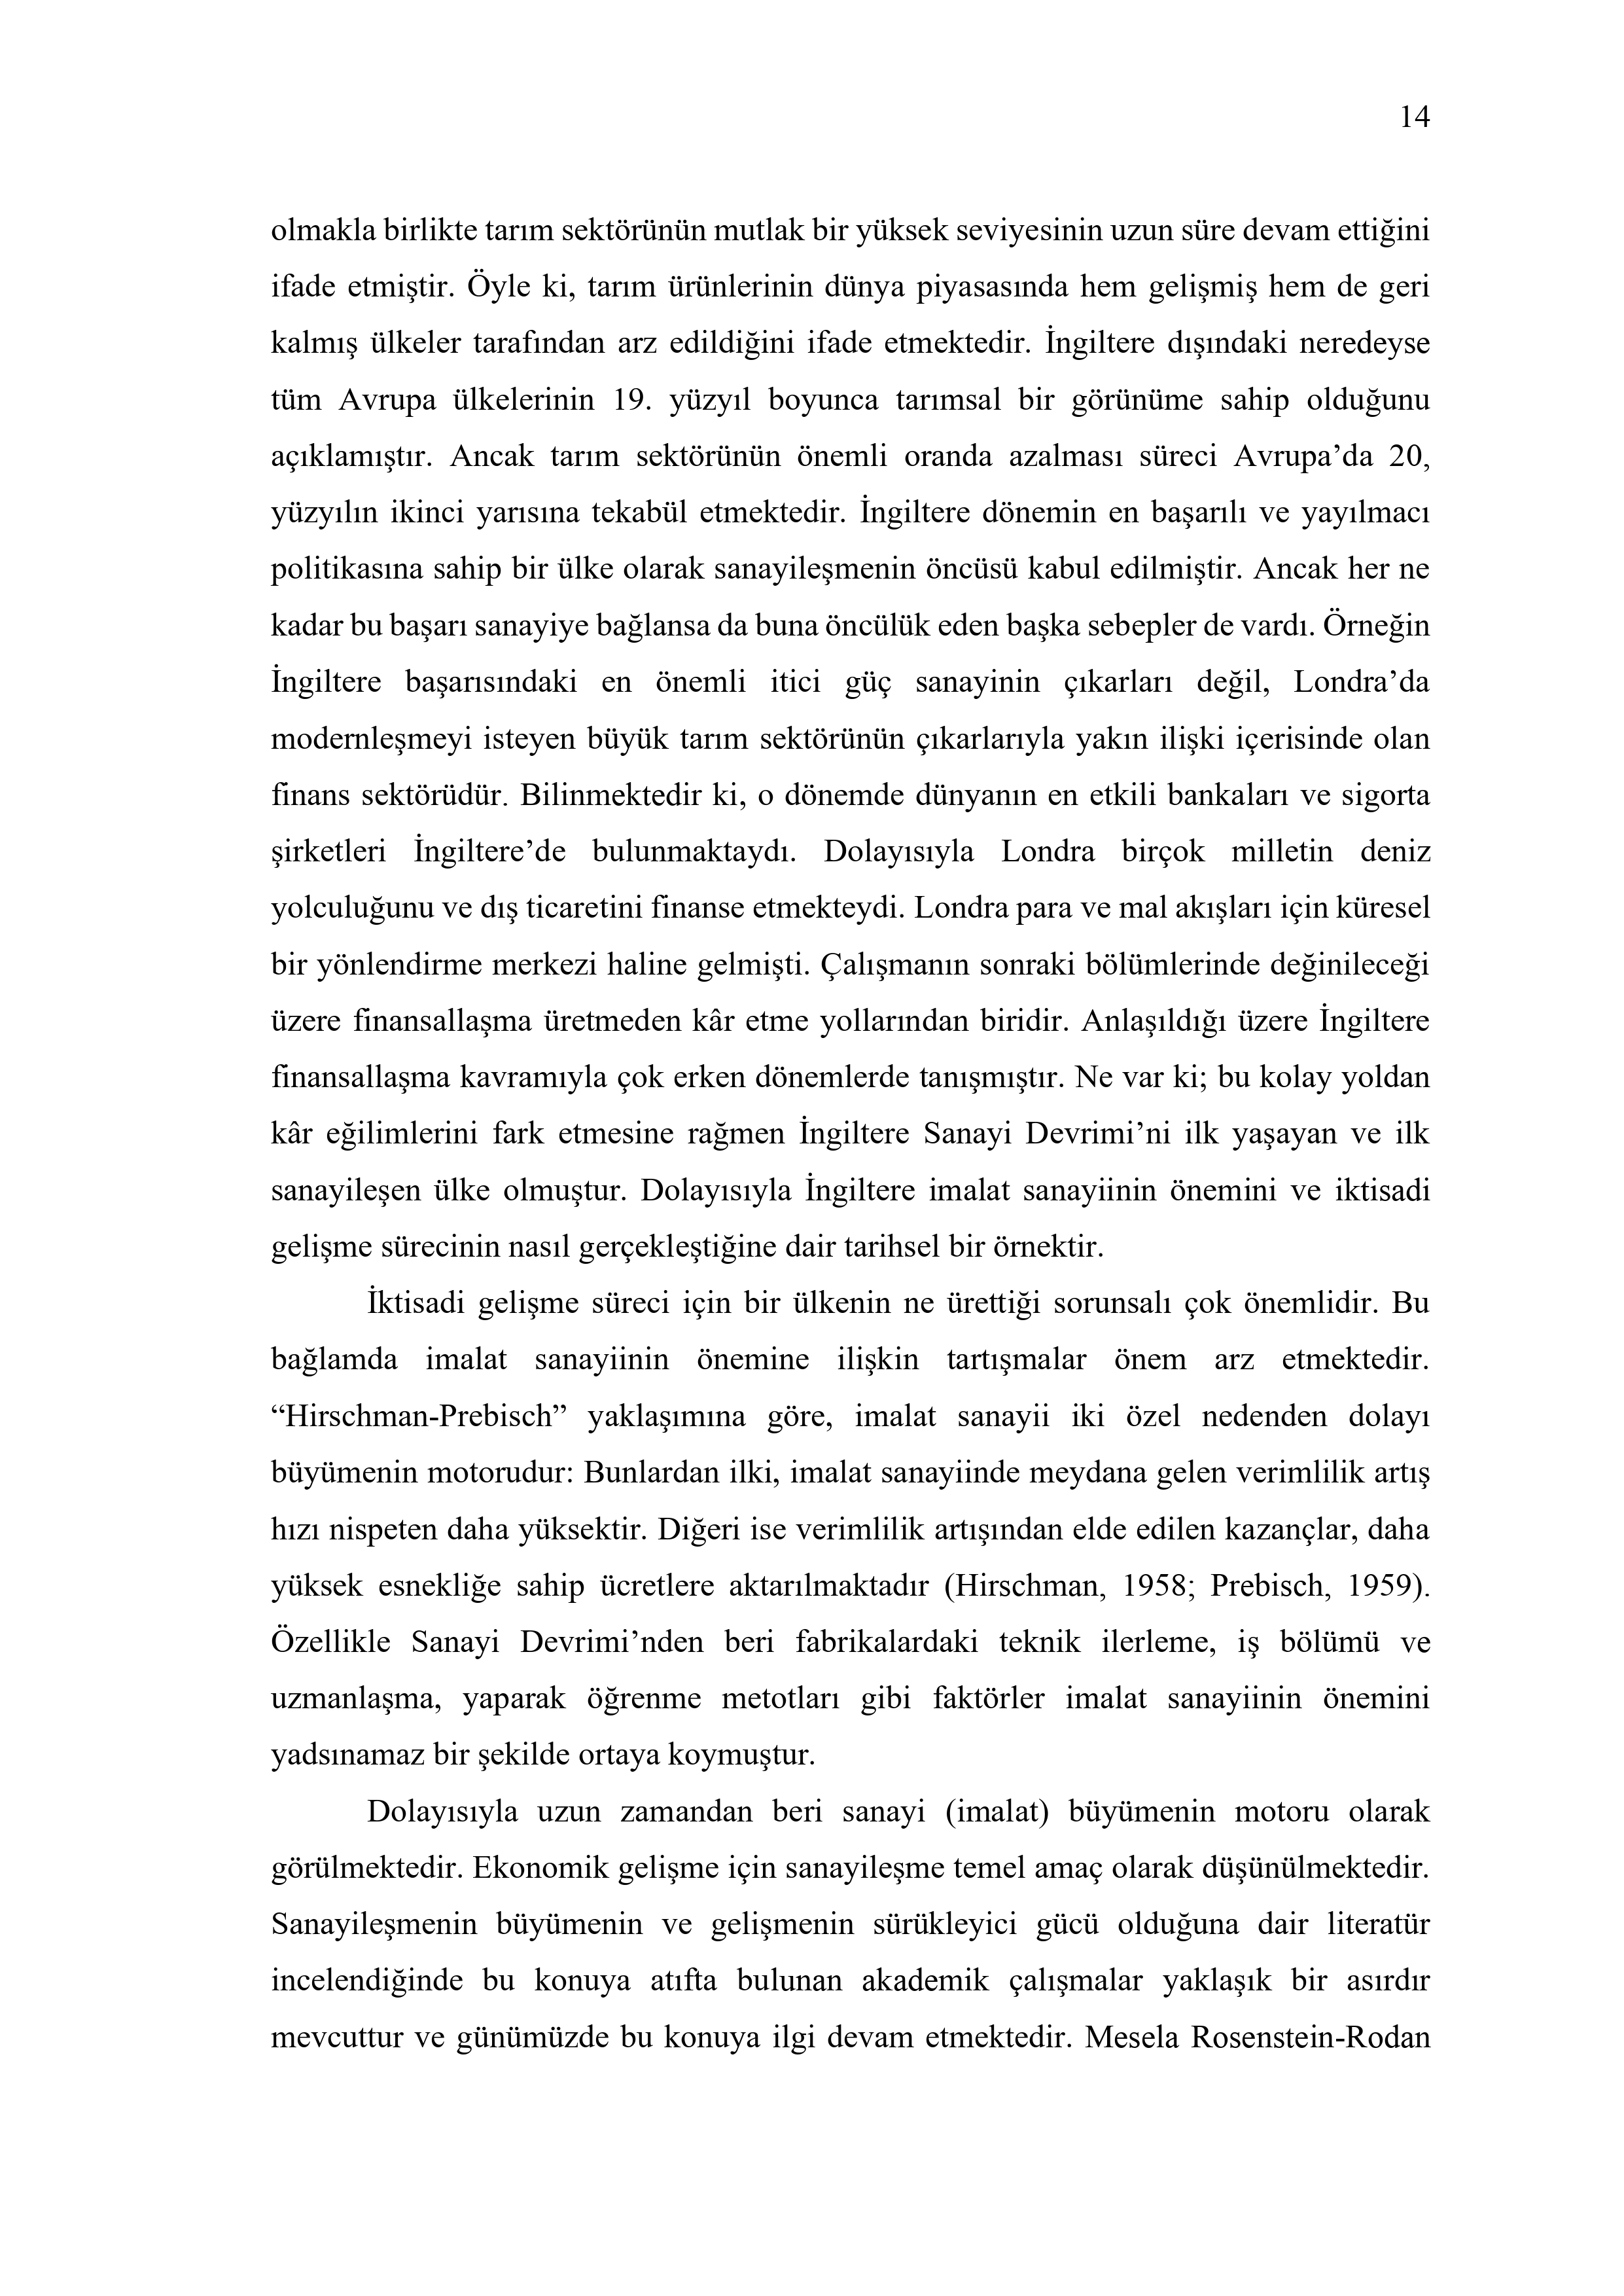 14
olmakla birlikte tarım sektörünün mutlak bir yüksek seviyesinin uzun süre devam ettiğini
ifade etmiştir. Öyle ki, tarım ürünlerinin dünya piyasasında hem gelişmiş hem de geri
kalmış ülkeler tarafından arz edildiğini ifade etmektedir. İngiltere dışındaki neredeyse
tüm Avrupa ülkelerinin 19. yüzyıl boyunca tarımsal bir görünüme sahip olduğunu
açıklamıştır. Ancak tarım sektörünün önemli oranda azalması süreci Avrupa’da 20,
yüzyılın ikinci yarısına tekabül etmektedir. İngiltere dönemin en başarılı ve yayılmacı
politikasına sahip bir ülke olarak sanayileşmenin öncüsü kabul edilmiştir. Ancak her ne
kadar bu başarı sanayiye bağlansa da buna öncülük eden başka sebepler de vardı. Örneğin
İngiltere başarısındaki en önemli itici güç sanayinin çıkarları değil, Londra’da
modernleşmeyi isteyen büyük tarım sektörünün çıkarlarıyla yakın ilişki içerisinde olan
finans sektörüdür. Bilinmektedir ki, o dönemde dünyanın en etkili bankaları ve sigorta
şirketleri İngiltere’de bulunmaktaydı. Dolayısıyla Londra birçok milletin deniz
yolculuğunu ve dış ticaretini finanse etmekteydi. Londra para ve mal akışları için küresel
bir yönlendirme merkezi haline gelmişti. Çalışmanın sonraki bölümlerinde değinileceği
üzere finansallaşma üretmeden kâr etme yollarından biridir. Anlaşıldığı üzere İngiltere
finansallaşma kavramıyla çok erken dönemlerde tanışmıştır. Ne var ki; bu kolay yoldan
kâr eğilimlerini fark etmesine rağmen İngiltere Sanayi Devrimi’ni ilk yaşayan ve ilk
sanayileşen ülke olmuştur. Dolayısıyla İngiltere imalat sanayiinin önemini ve iktisadi
gelişme sürecinin nasıl gerçekleştiğine dair tarihsel bir örnektir.
İktisadi gelişme süreci için bir ülkenin ne ürettiği sorunsalı çok önemlidir. Bu
bağlamda imalat sanayiinin önemine ilişkin tartışmalar önem arz etmektedir.
“Hirschman-Prebisch” yaklaşımına göre, imalat sanayii iki özel nedenden dolayı
büyümenin motorudur: Bunlardan ilki, imalat sanayiinde meydana gelen verimlilik artış
hızı nispeten daha yüksektir. Diğeri ise verimlilik artışından elde edilen kazançlar, daha
yüksek esnekliğe sahip ücretlere aktarılmaktadır (Hirschman, 1958; Prebisch, 1959).
Özellikle Sanayi Devrimi’nden beri fabrikalardaki teknik ilerleme, iş bölümü ve
uzmanlaşma, yaparak öğrenme metotları gibi faktörler imalat sanayiinin önemini
yadsınamaz bir şekilde ortaya koymuştur.
Dolayısıyla uzun zamandan beri sanayi (imalat) büyümenin motoru olarak
görülmektedir. Ekonomik gelişme için sanayileşme temel amaç olarak düşünülmektedir.
Sanayileşmenin büyümenin ve gelişmenin sürükleyici gücü olduğuna dair literatür
incelendiğinde bu konuya atıfta bulunan akademik çalışmalar yaklaşık bir asırdır
mevcuttur ve günümüzde bu konuya ilgi devam etmektedir. Mesela Rosenstein-Rodan